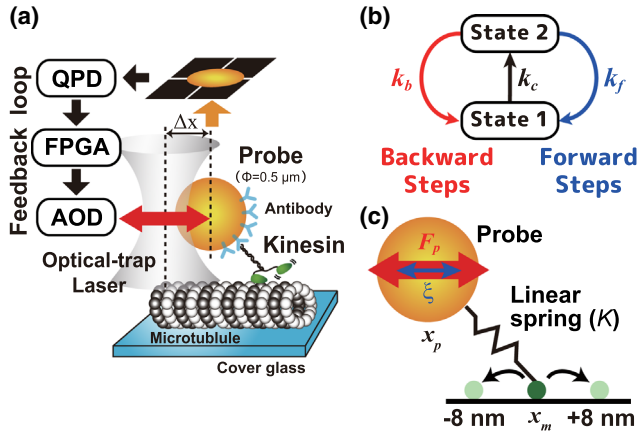 (a)
QPD
FPGA
AOD
Feedback loop
Δx
Probe
(Φ=0.5 μm)
Antibody
Kinesin
Optical-trap
Laser
Microtublule
Cover glass
(b)
State 2
k_b
k_c
k_f
State 1
Backward
Steps
Forward
Steps
(c)
Probe
F_p
ξ
x_p
Linear
spring (K)
-8 nm
x_m
+8 nm